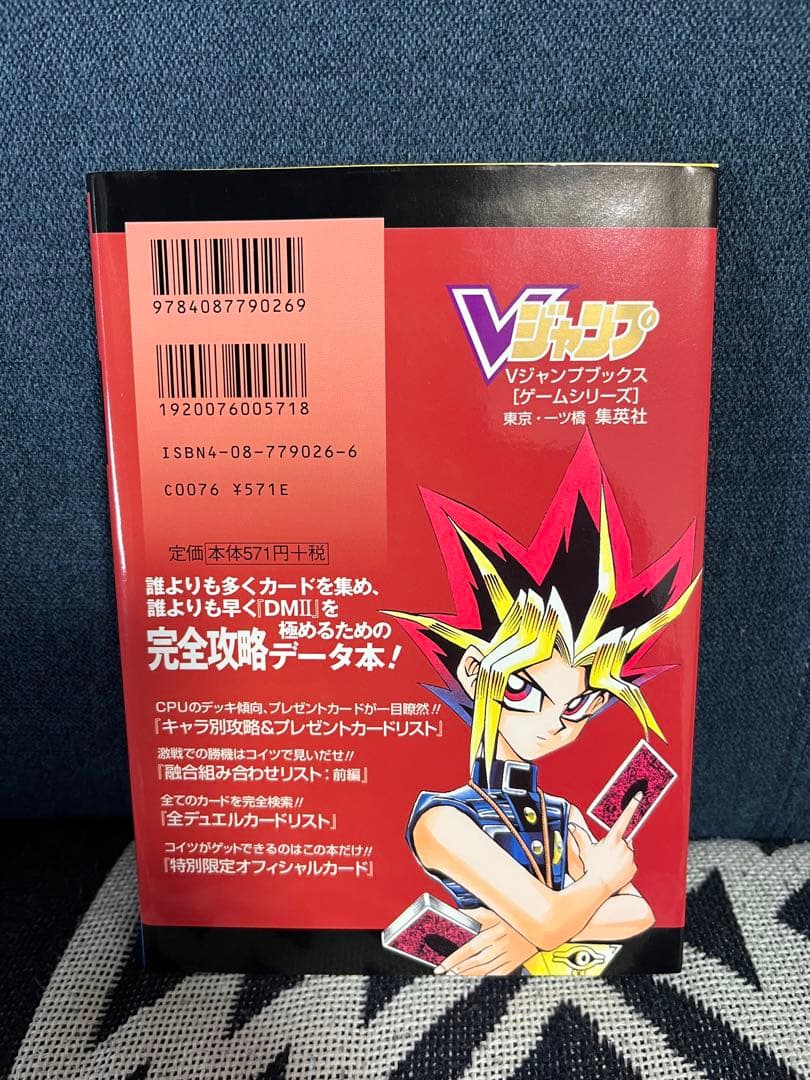 9784087790269
1920076005718
ISBN4-08-779026-6
C0076 ¥571E
定価 本体571円+税
Vジャンプ
Vジャンプブックス
[ゲームシリーズ]
東京・一ツ橋 集英社
誰よりも多くカードを集め、
誰よりも早く『DMⅡ』を
極めるための
完全攻略データ本!
CPUのデッキ傾向、プレゼントカードが一目瞭然!!
『キャラ別攻略&プレゼントカードリスト』
激戦での勝機はコイツで見いだせ!!
『融合組み合わせリスト:前編』
全てのカードを完全検索!!
『全デュエルカードリスト』
コイツがゲットできるのはこの本だけ!!
『特別限定オフィシャルカード』